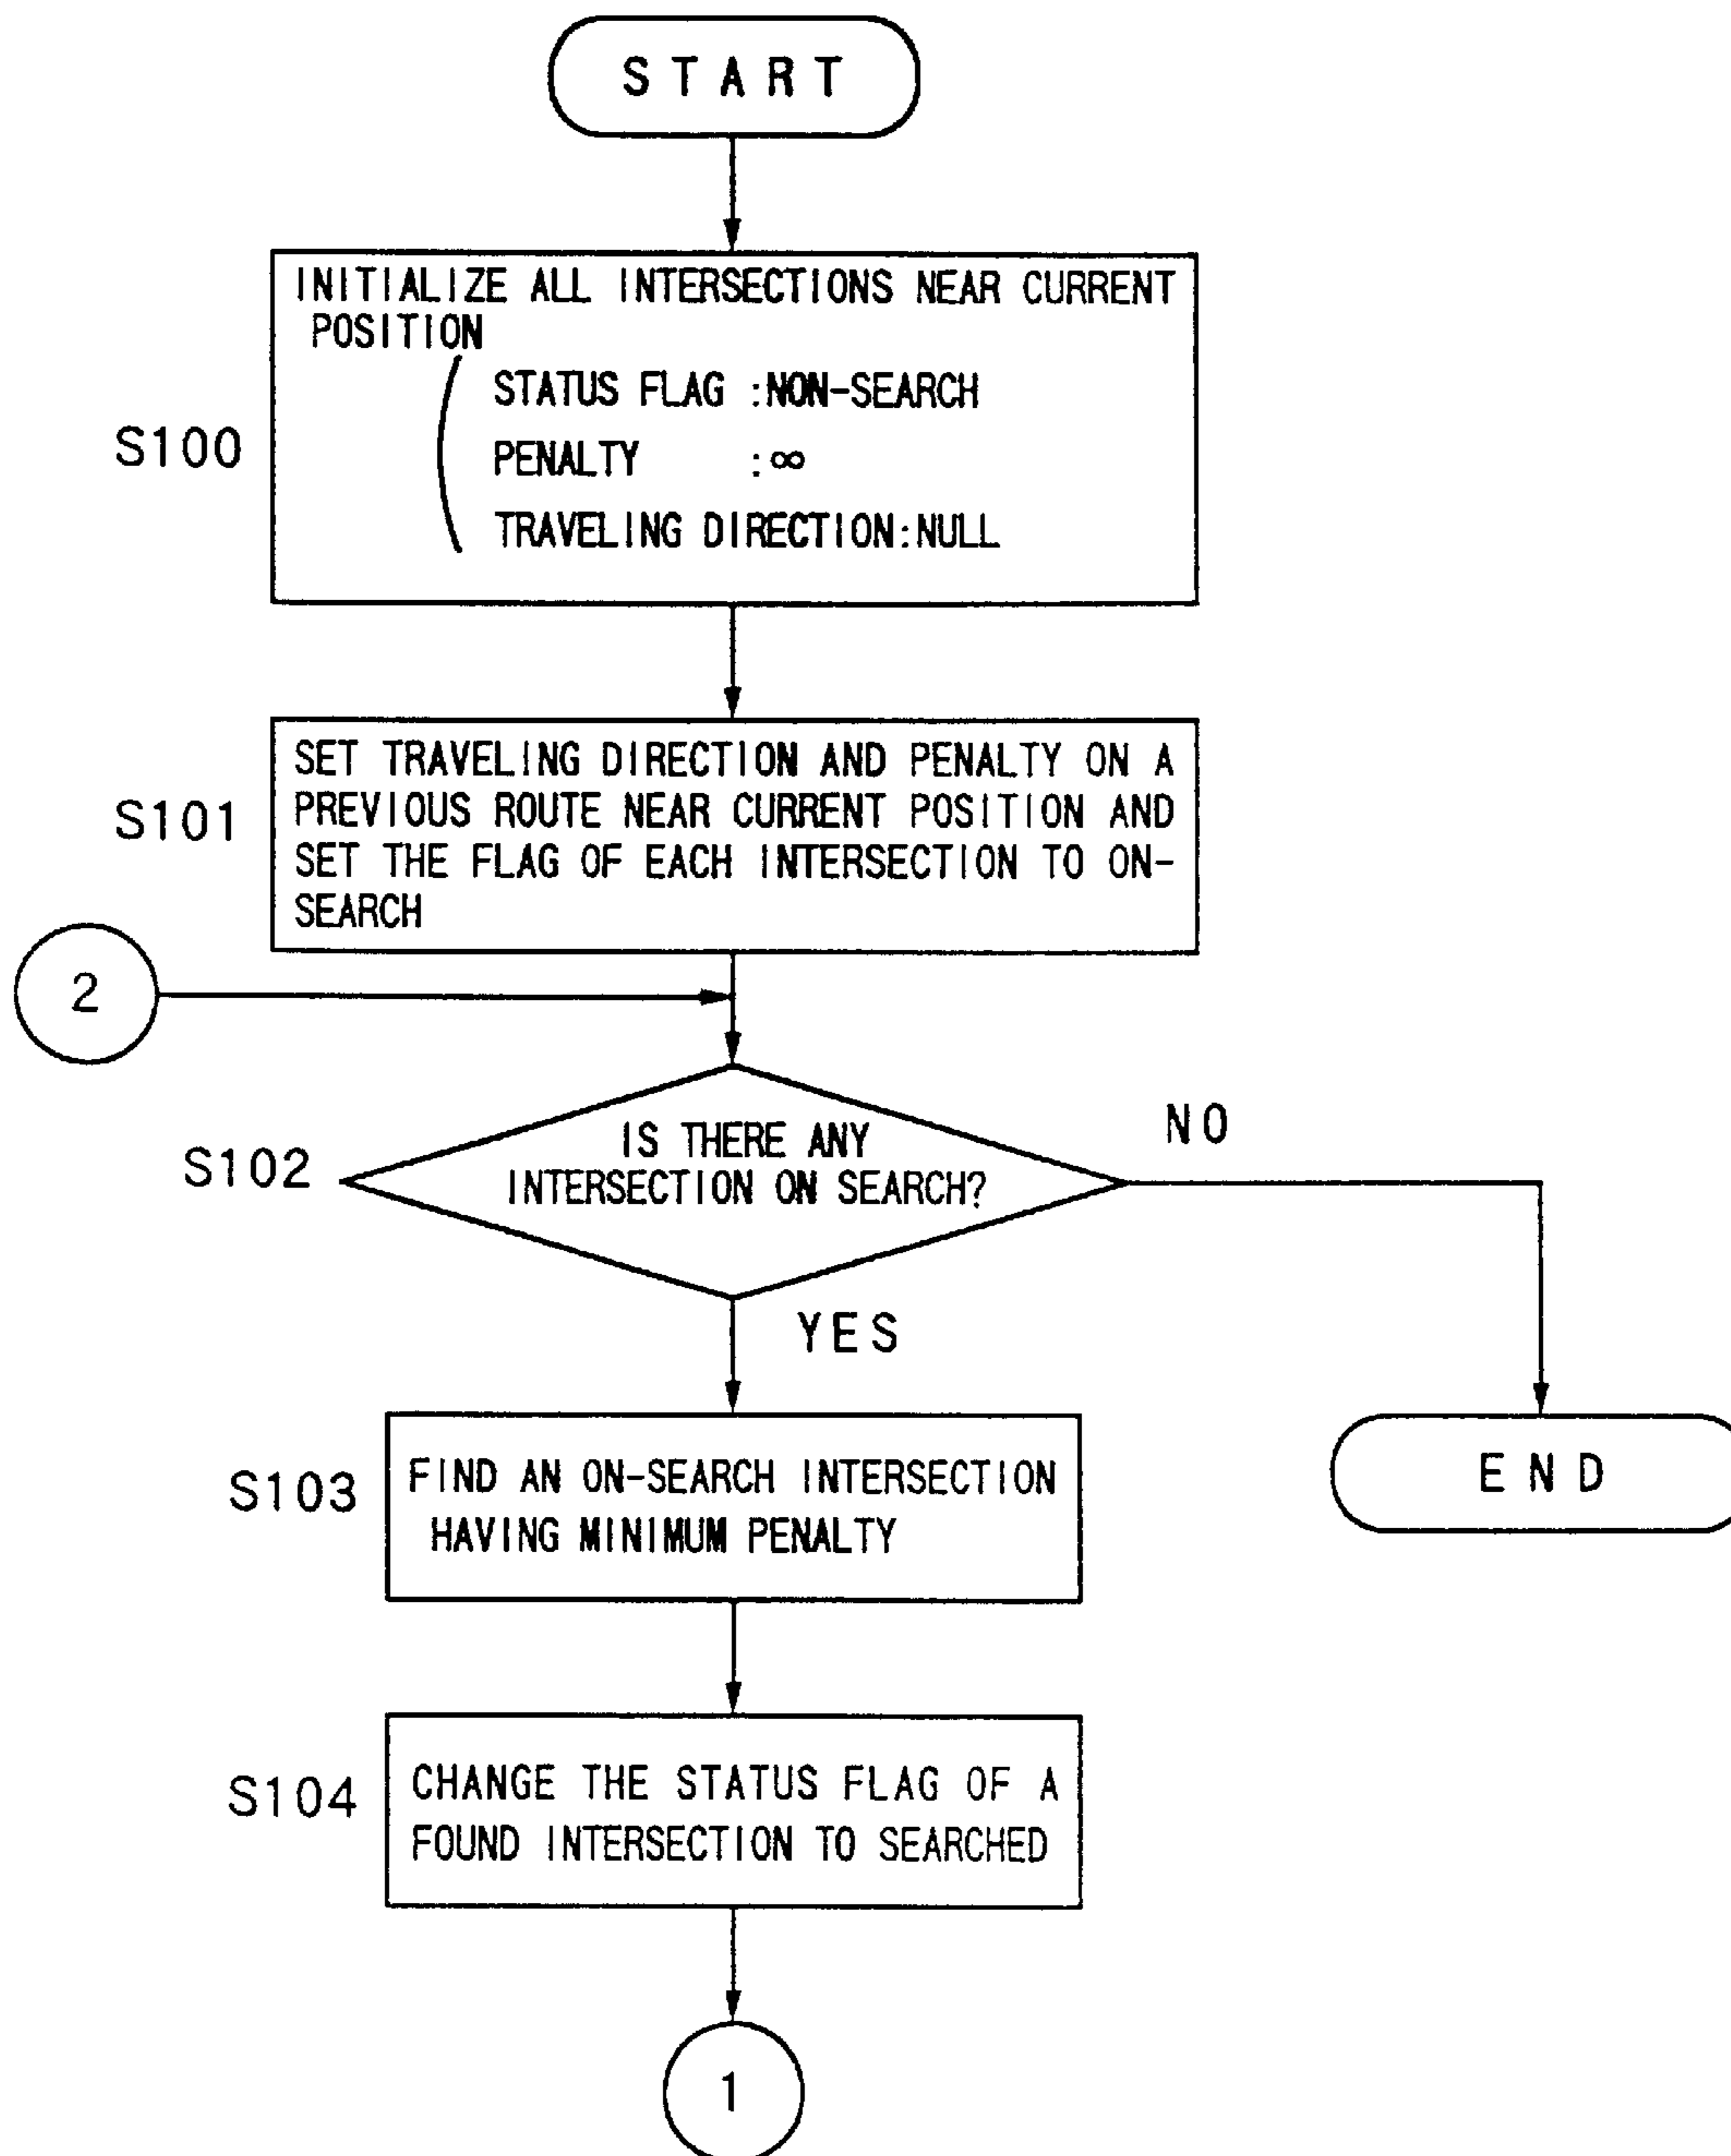 START
INITIALIZE ALL INTERSECTIONS NEAR CURRENT
POSITION
STATUS FLAG :NON-SEARCH
PENALTY :∞
TRAVELING DIRECTION:NULL
S100
SET TRAVELING DIRECTION AND PENALTY ON A
PREVIOUS ROUTE NEAR CURRENT POSITION AND
SET THE FLAG OF EACH INTERSECTION TO ON-
SEARCH
S101
2
IS THERE ANY
INTERSECTION ON SEARCH?
S102
NO
YES
FIND AN ON-SEARCH INTERSECTION
HAVING MINIMUM PENALTY
S103
END
CHANGE THE STATUS FLAG OF A
FOUND INTERSECTION TO SEARCHED
S104
1